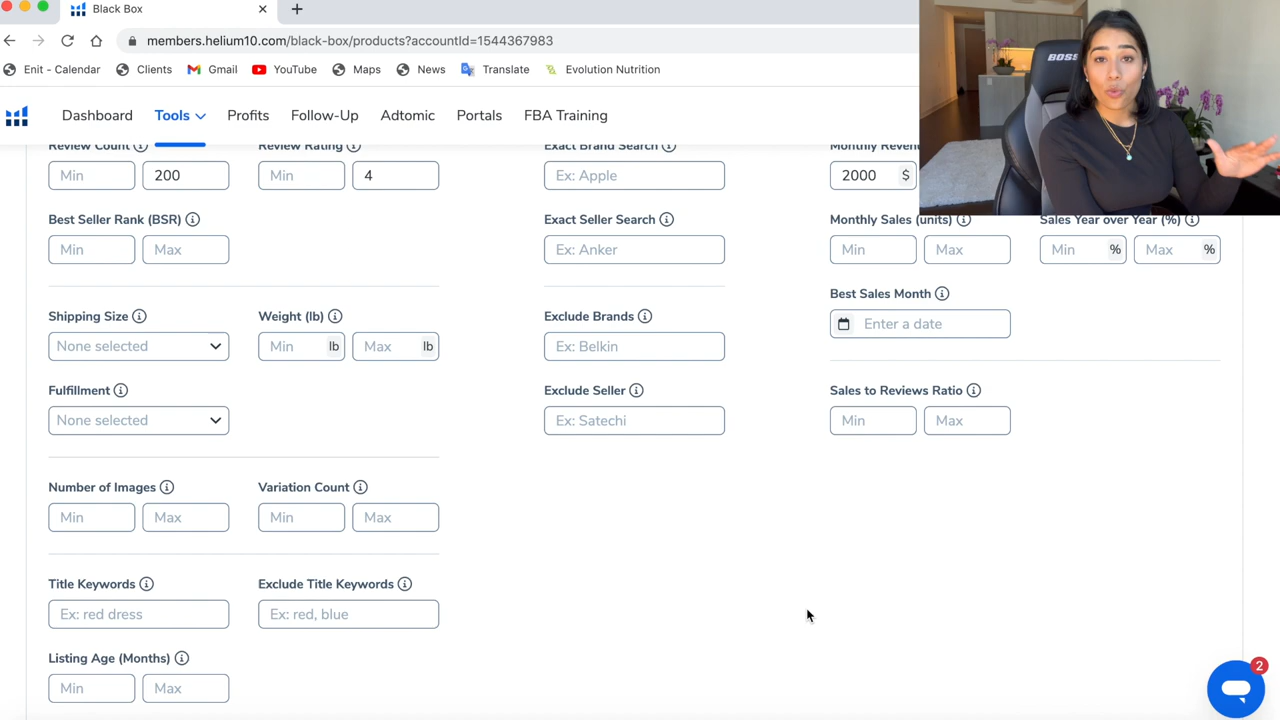 Black Box
members.helium10.com/black-box/products?accountId=1544367983
Enit - Calendar Clients Gmail YouTube Maps News Translate Evolution Nutrition
Dashboard Tools Profits Follow-Up Adtomic Portals FBA Training
BOSS
Review Count Review Rating Exact Brand Search
Min 200 Min 4 Ex: Apple 2000 $
Best Seller Rank (BSR) Exact Seller Search Monthly Sales (units) Sales Year over Year (%)
Min Max Ex: Anker Min Max Min % Max %
Best Sales Month
Shipping Size Weight (lb) Exclude Brands
Enter a date
None selected Min lb Max lb Ex: Belkin
Fulfillment Exclude Seller Sales to Reviews Ratio
None selected Ex: Satechi Min Max
Number of Images Variation Count
Min Max Min Max
Title Keywords Exclude Title Keywords
Ex: red dress Ex: red, blue
Listing Age (Months)
Min Max
2